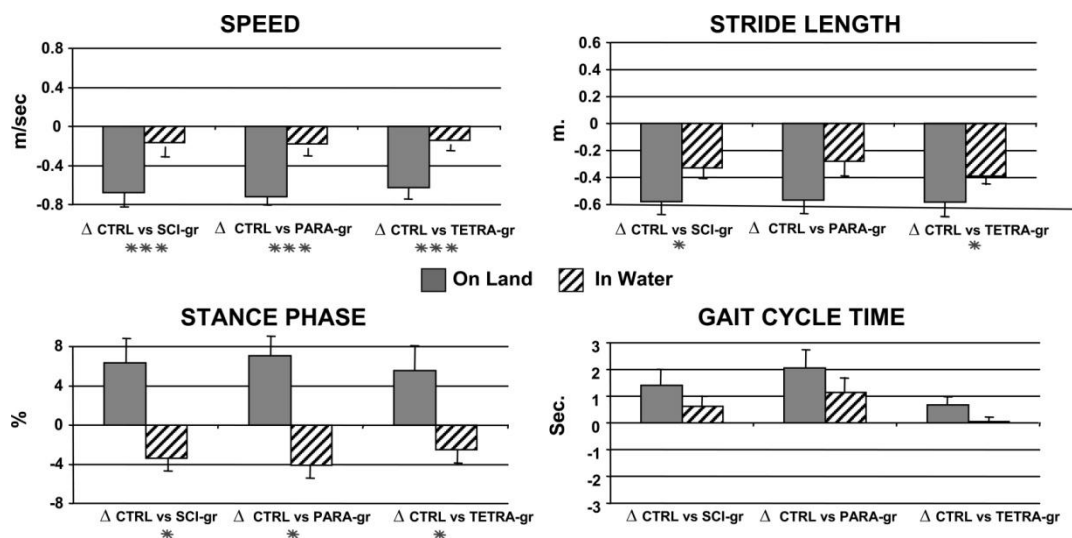 SPEED
m/sec
0.8
0.4
0
-0.4
-0.8
Δ CTRL vs SCI-gr
Δ CTRL vs PARA-gr
Δ CTRL vs TETRA-gr
***
***
***
STRIDE LENGTH
m.
0.6
0.4
0.2
0
-0.2
-0.4
-0.6
Δ CTRL vs SCI-gr
Δ CTRL vs PARA-gr
Δ CTRL vs TETRA-gr
*
*
On Land
In Water
STANCE PHASE
%
8
4
0
-4
-8
Δ CTRL vs SCI-gr
Δ CTRL vs PARA-gr
Δ CTRL vs TETRA-gr
*
*
*
GAIT CYCLE TIME
Sec.
3
2
1
0
-1
-2
-3
Δ CTRL vs SCI-gr
Δ CTRL vs PARA-gr
Δ CTRL vs TETRA-gr